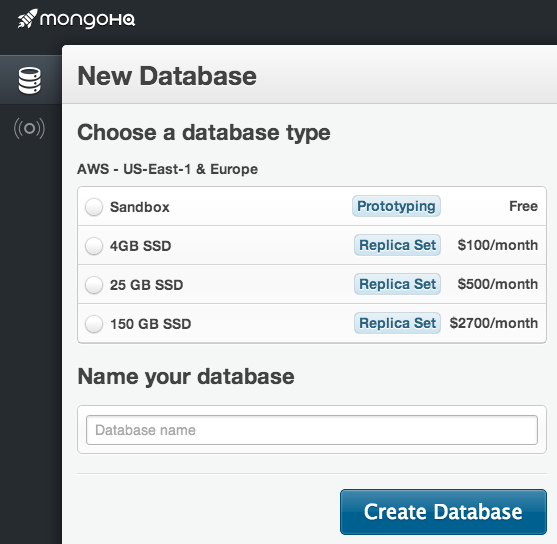 mongoHQ
New Database
Choose a database type
AWS - US-East-1 & Europe
Sandbox Prototyping Free
4GB SSD Replica Set $100/month
25 GB SSD Replica Set $500/month
150 GB SSD Replica Set $2700/month
Name your database
Database name
Create Database